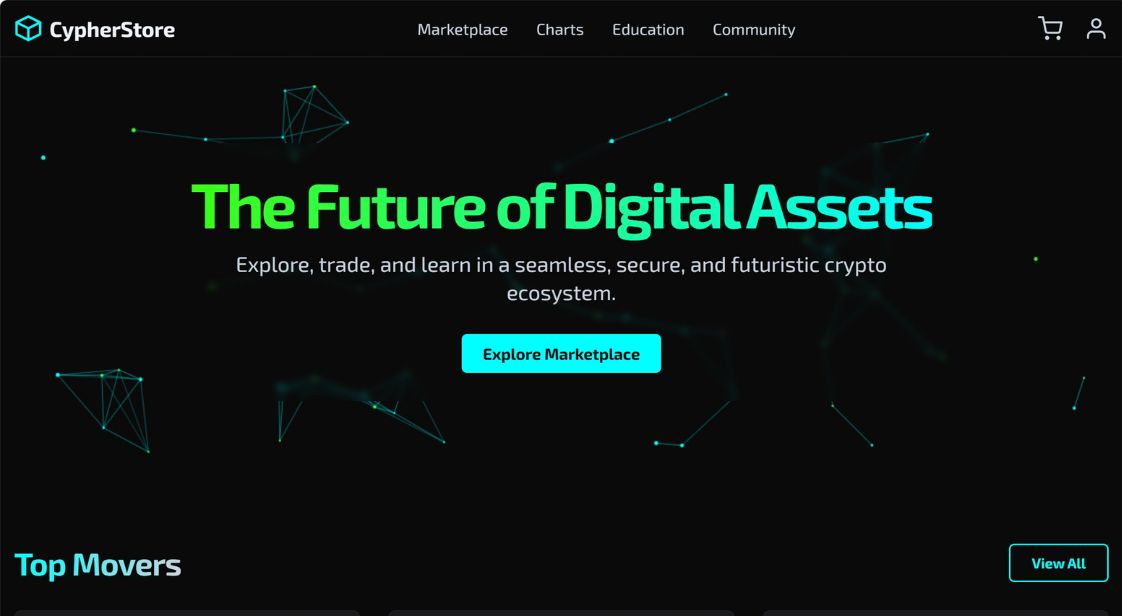 CypherStore
Marketplace
Charts
Education
Community
The Future of Digital Assets
Explore, trade, and learn in a seamless, secure, and futuristic crypto
ecosystem.
Explore Marketplace
Top Movers
View All